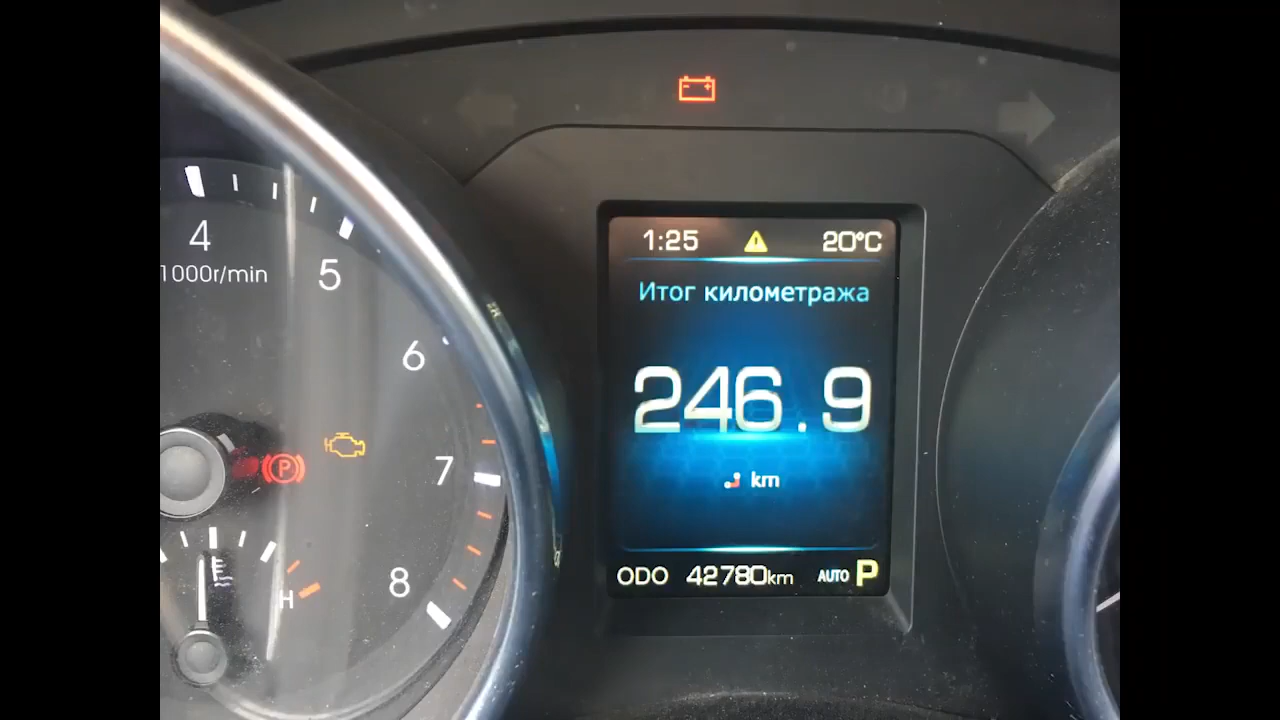 4
1000r/min
5
6
7
8
H
P
1:25 20°C
Итог километража
246.9
km
ODO 42780km AUTO P